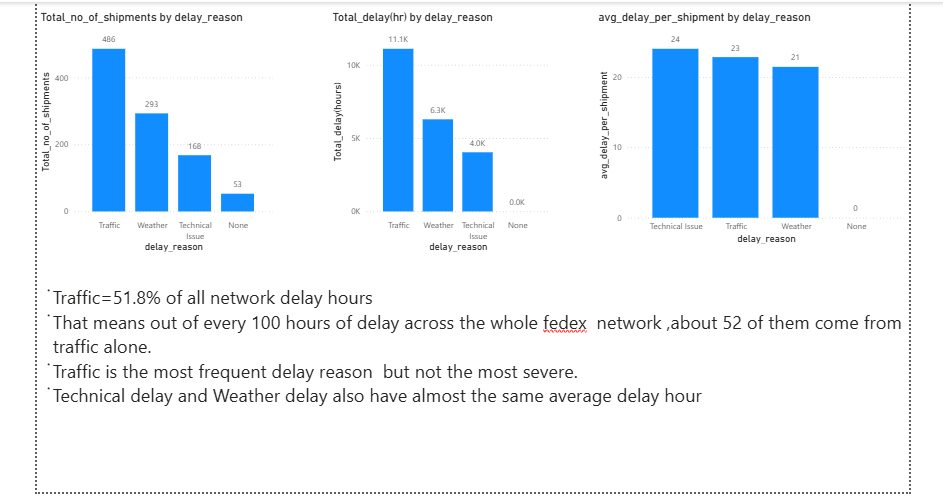 Total_no_of_shipments by delay_reason
Total_no_of_shipments
400
200
0
486
293
168
53
Traffic
Weather
Technical
Issue
None
delay_reason
Total_delay(hr) by delay_reason
Total_delay(hours)
10K
5K
0K
11.1K
6.3K
4.0K
0.0K
Traffic
Weather
Technical
Issue
None
delay_reason
avg_delay_per_shipment by delay_reason
avg_delay_per_shipment
20
10
0
24
23
21
0
Technical Issue
Traffic
Weather
None
delay_reason
˙Traffic=51.8% of all network delay hours
˙That means out of every 100 hours of delay across the whole fedex  network ,about 52 of them come from
traffic alone.
˙Traffic is the most frequent delay reason  but not the most severe.
˙Technical delay and Weather delay also have almost the same average delay hour